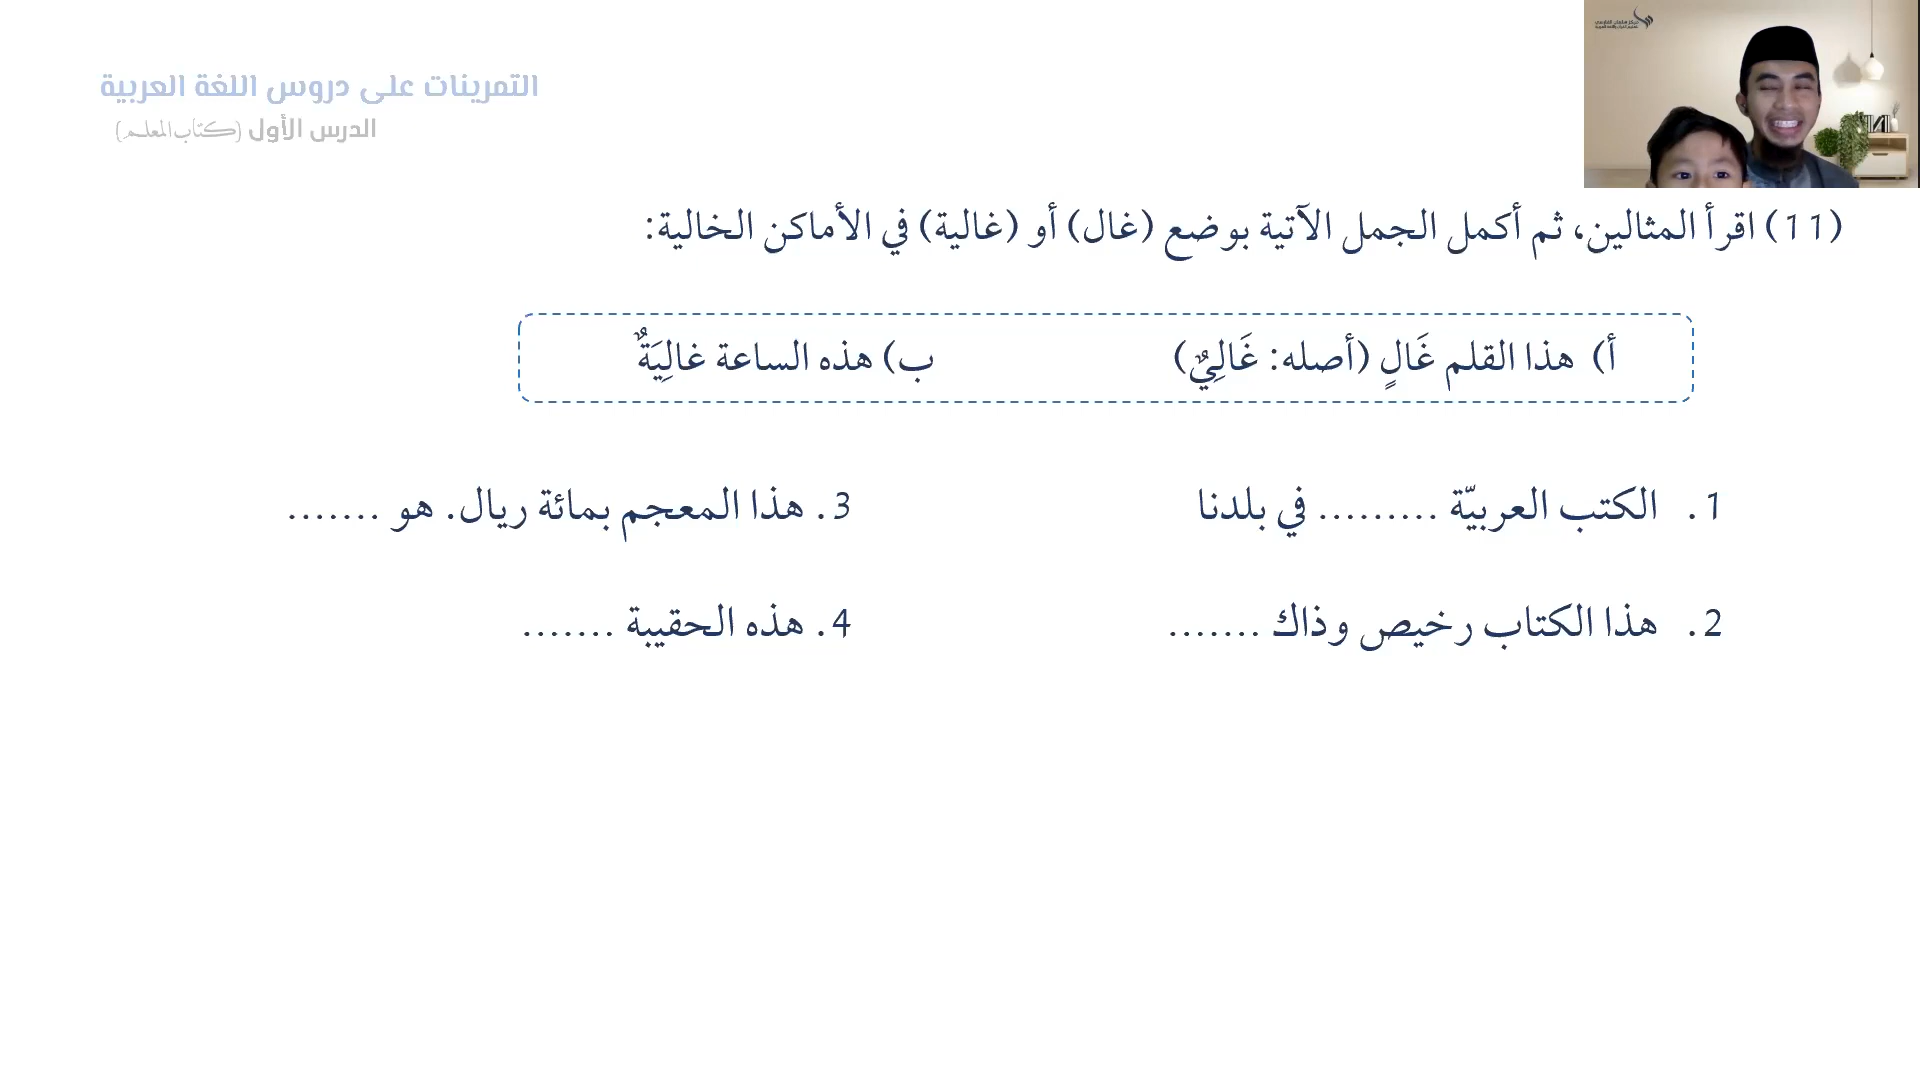 التمرينات على دروس اللغة العربية
الدرس الأول (كتاب المعلم)
(11) اقرأ المثالين، ثم أكمل الجمل الآتية بوضع (غال) أو (غالية) في الأماكن الخالية:
أ) هذا القلم غَالٍ (أصله: غَالِيٌ) ب) هذه الساعة غالِيَةٌ
1. الكتب العربيّة ......... في بلدنا
3. هذا المعجم بمائة ريال. هو .......
2. هذا الكتاب رخيص وذاك .......
4. هذه الحقيبة .......